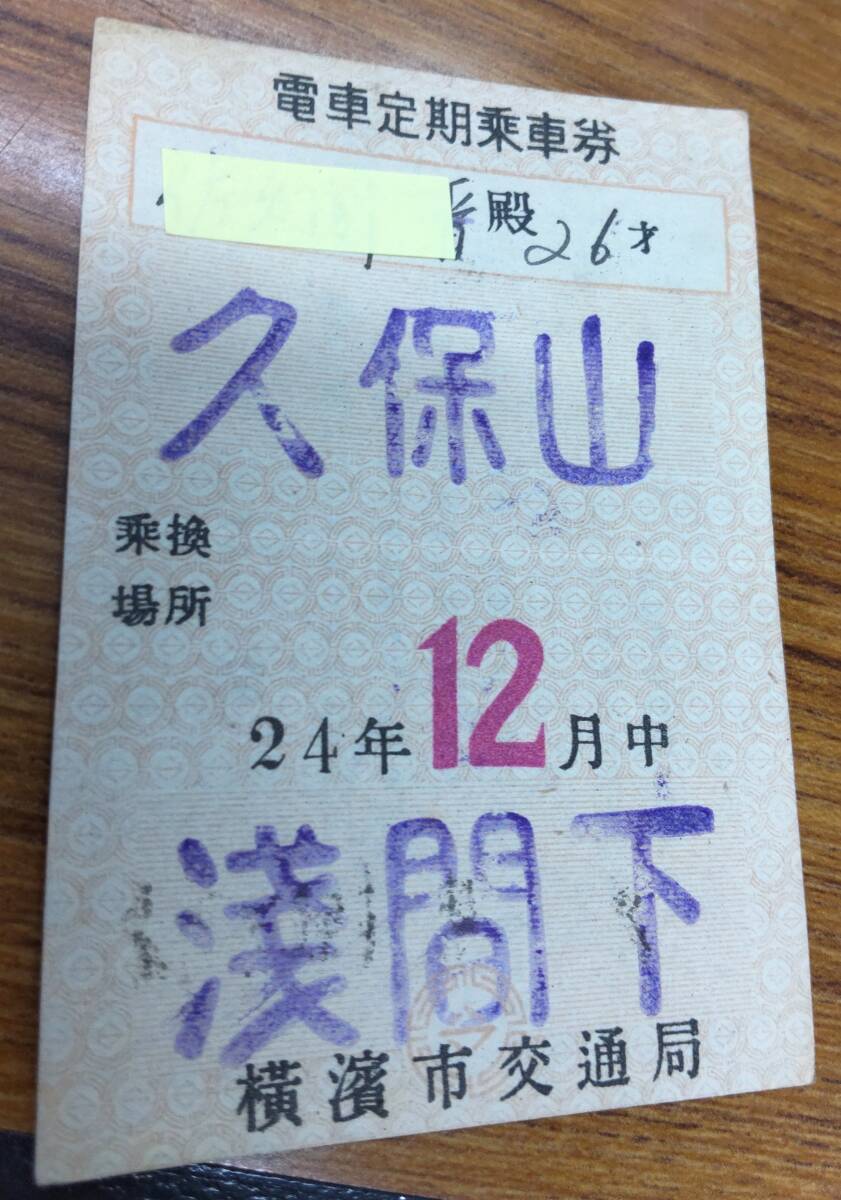 電車定期乗車券
殿 26才
久保山
乗換
場所
24年12月中
淺間下
橫濱市交通局